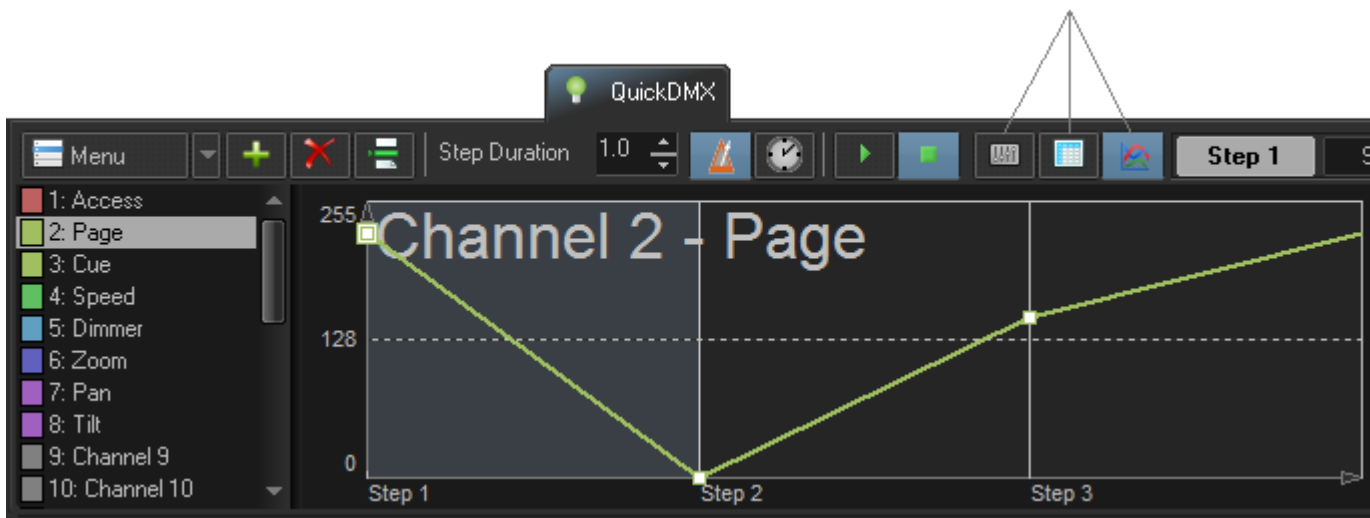 QuickDMX
Menu
Step Duration
1.0
Step 1
S
1: Access
2: Page
3: Cue
4: Speed
5: Dimmer
6: Zoom
7: Pan
8: Tilt
9: Channel 9
10: Channel 10
255
Channel 2 - Page
128
0
Step 1
Step 2
Step 3